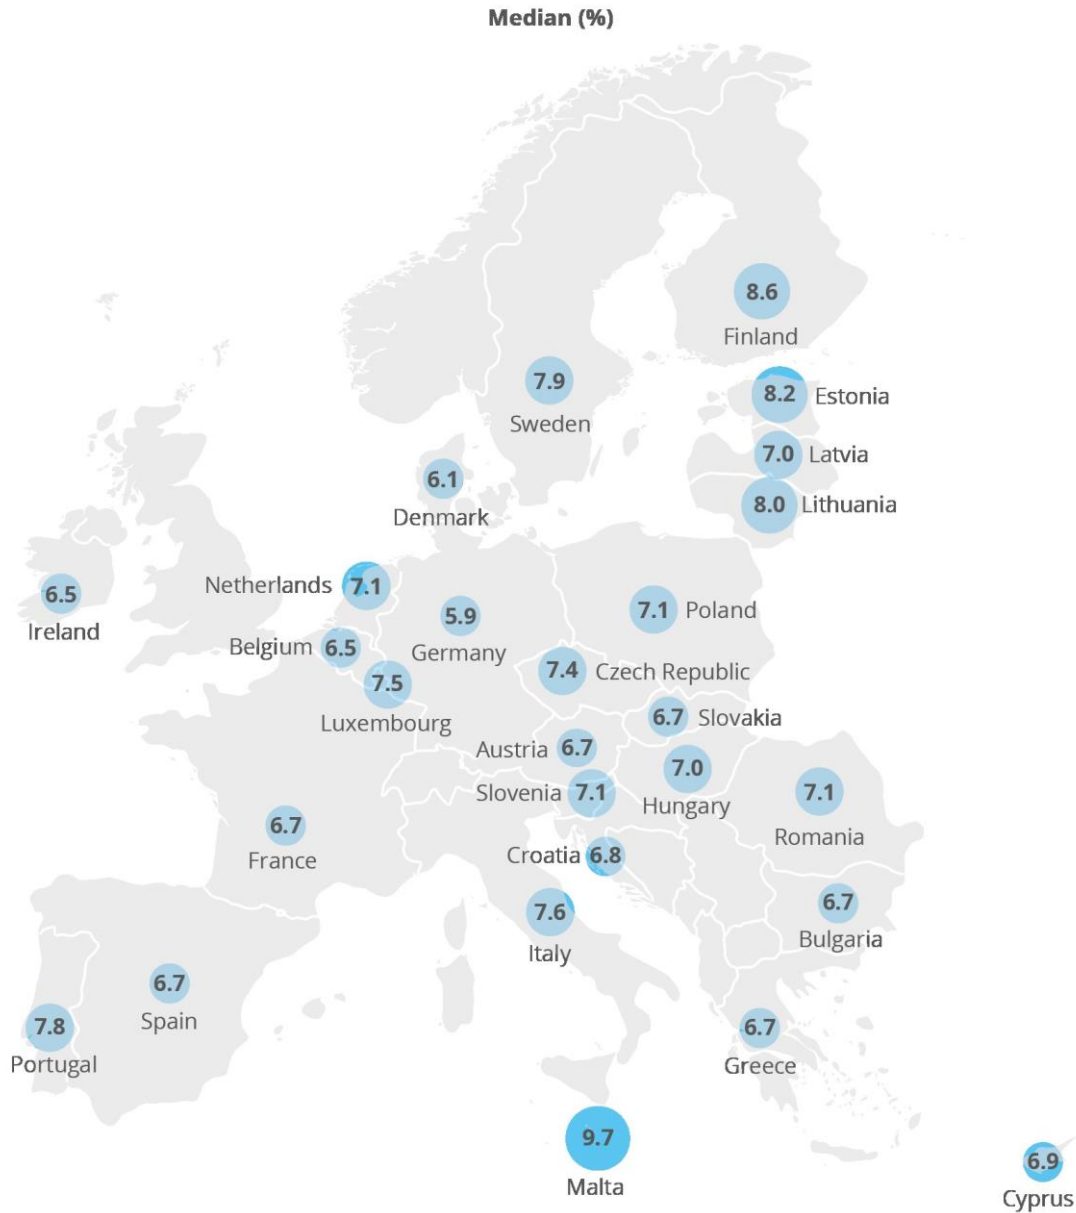 Median (%)
8.6
Finland
7.9
Sweden
8.2 Estonia
7.0 Latvia
6.1
Denmark
8.0 Lithuania
Netherlands 7.1
6.5
Ireland
5.9
Germany
7.1 Poland
Belgium 6.5
7.4 Czech Republic
7.5
Luxembourg
6.7 Slovakia
Austria 6.7
7.0
Hungary
Slovenia 7.1
7.1
Romania
6.7
France
Croatia 6.8
7.6
Italy
6.7
Bulgaria
6.7
Spain
7.8
Portugal
6.7
Greece
9.7
Malta
6.9
Cyprus